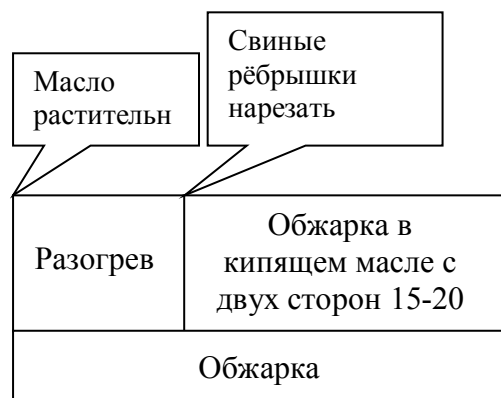 Масло
растительн
Свиные
рёбрышки
нарезать
Разогрев
Обжарка в
кипящем масле с
двух сторон 15-20
Обжарка